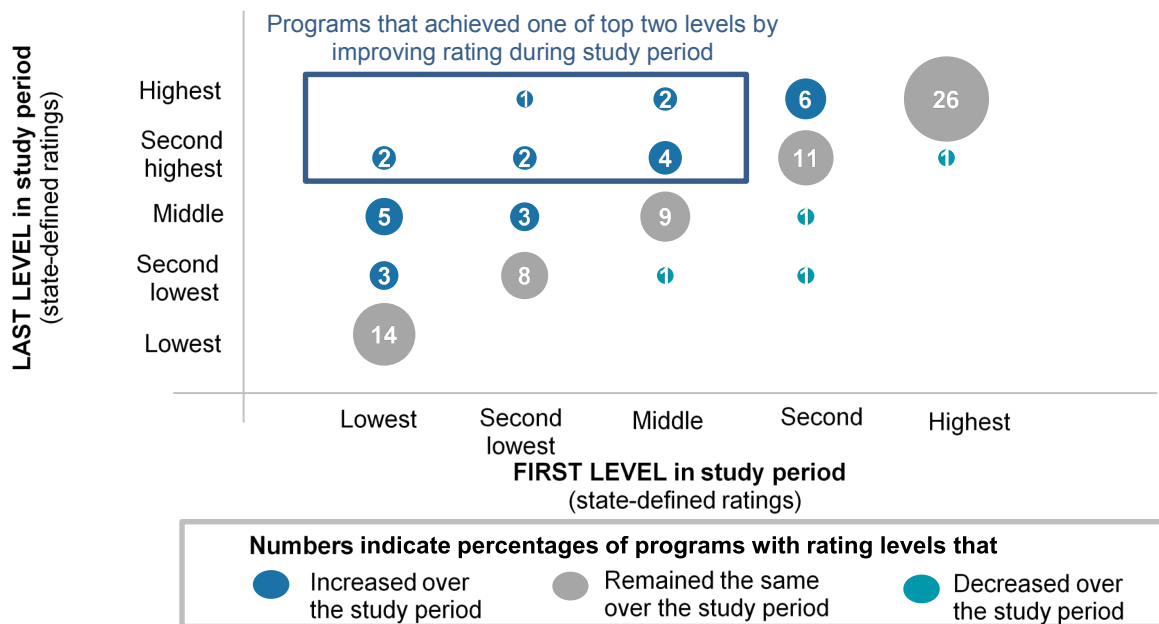 Programs that achieved one of top two levels by
improving rating during study period
LAST LEVEL in study period
(state-defined ratings)
Highest
1
2
6
26
Second
highest
2
2
4
11
1
Middle
5
3
9
1
Second
lowest
3
8
1
1
Lowest
14
Lowest
Second
lowest
Middle
Second
Highest
FIRST LEVEL in study period
(state-defined ratings)
Numbers indicate percentages of programs with rating levels that
Increased over
the study period
Remained the same
over the study period
Decreased over
the study period